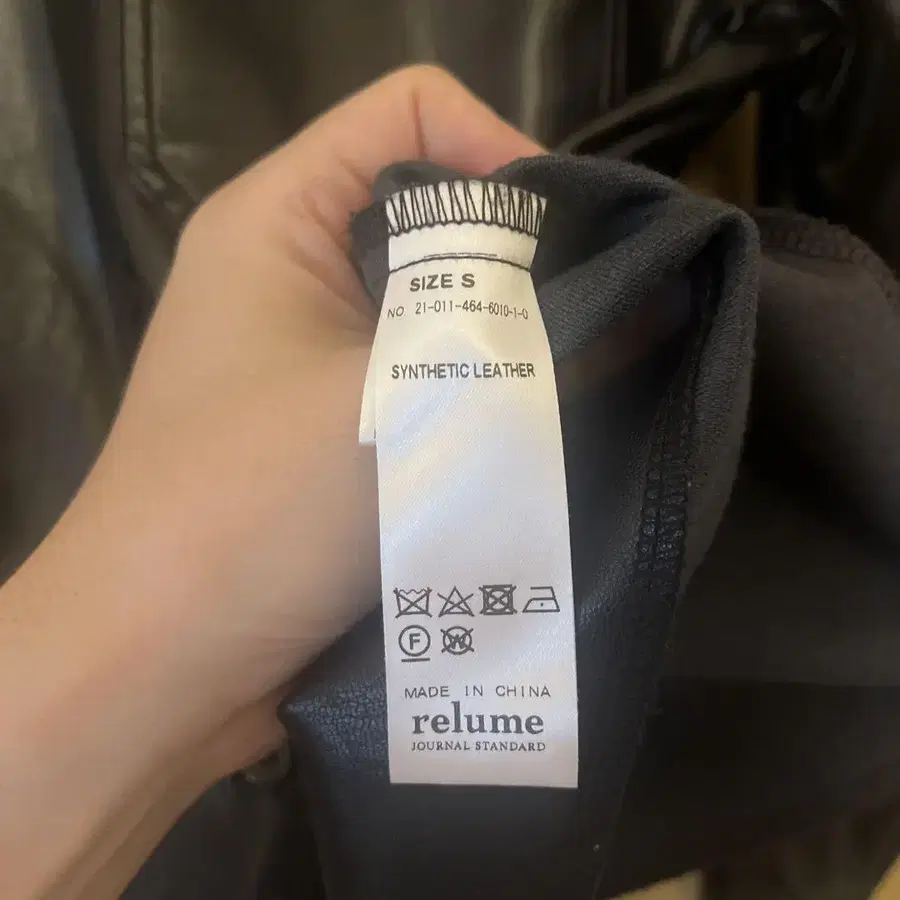 SIZE S
NO. 21-011-464-6010-1-0
SYNTHETIC LEATHER
F W
MADE IN CHINA
relume
JOURNAL STANDARD